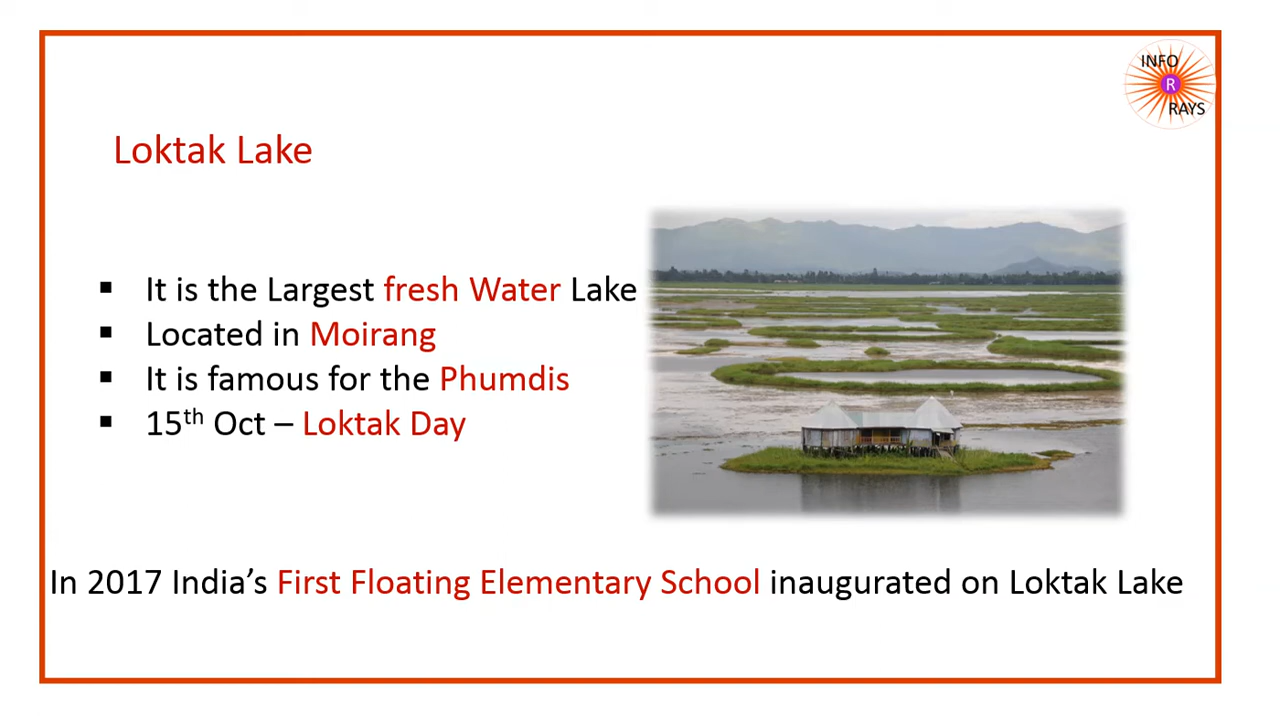 INFO
R
RAYS
Loktak Lake
▪ It is the Largest fresh Water Lake
▪ Located in Moirang
▪ It is famous for the Phumdis
▪ 15th Oct – Loktak Day
In 2017 India’s First Floating Elementary School inaugurated on Loktak Lake